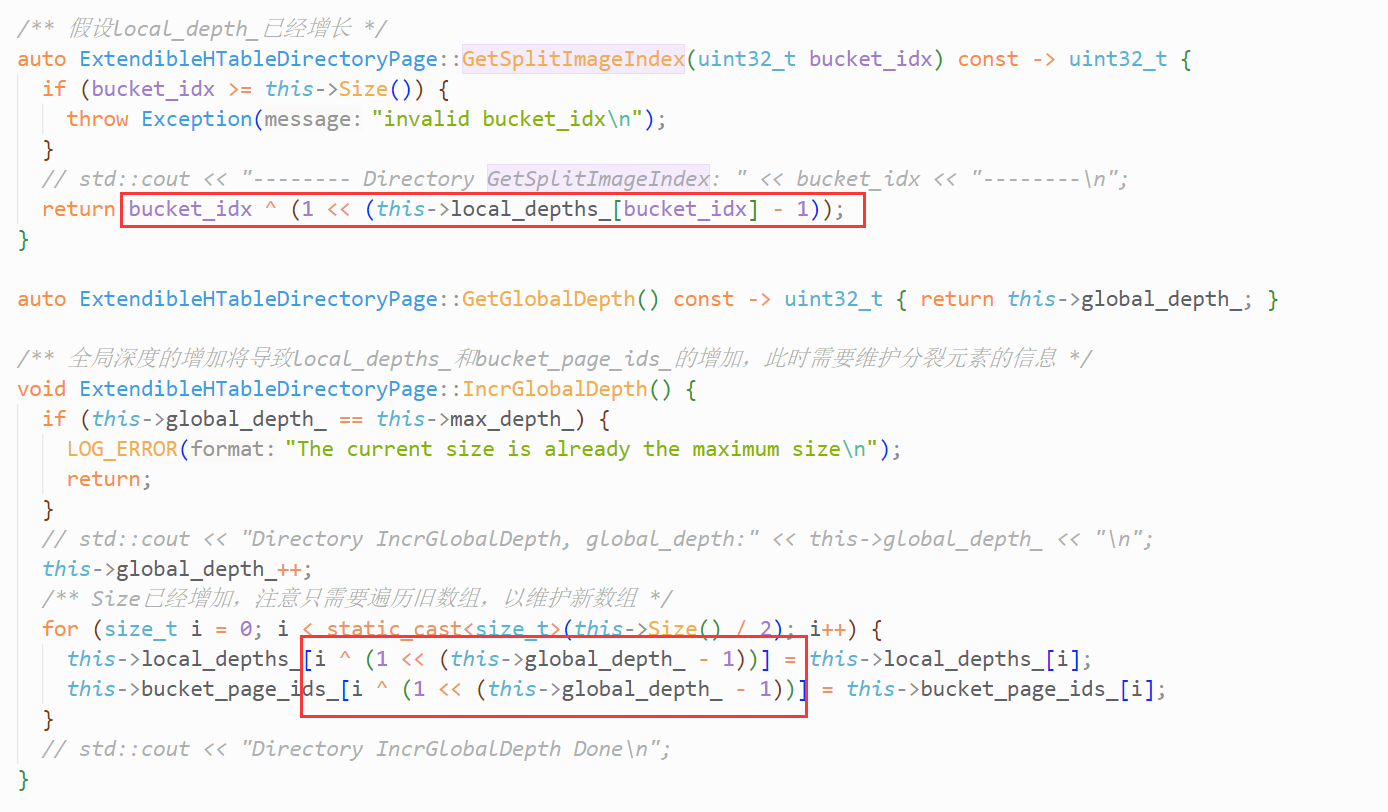 /** 假设local_depth_已经增长 */
auto ExtendibleHTableDirectoryPage::GetSplitImageIndex(uint32_t bucket_idx) const -> uint32_t {
  if (bucket_idx >= this->Size()) {
    throw Exception(message: "invalid bucket_idx\n");
  }
  // std::cout << "-------- Directory GetSplitImageIndex: " << bucket_idx << "--------\n";
  return bucket_idx ^ (1 << (this->local_depths_[bucket_idx] - 1));
}
auto ExtendibleHTableDirectoryPage::GetGlobalDepth() const -> uint32_t { return this->global_depth_; }
/** 全局深度的增加将导致local_depths_和bucket_page_ids_的增加，此时需要维护分裂元素的信息 */
void ExtendibleHTableDirectoryPage::IncrGlobalDepth() {
  if (this->global_depth_ == this->max_depth_) {
    LOG_ERROR(format: "The current size is already the maximum size\n");
    return;
  }
  // std::cout << "Directory IncrGlobalDepth, global_depth:" << this->global_depth_ << "\n";
  this->global_depth_++;
  /** Size已经增加，注意只需要遍历旧数组，以维护新数组 */
  for (size_t i = 0; i < static_cast<size_t>(this->Size() / 2); i++) {
    this->local_depths_[i ^ (1 << (this->global_depth_ - 1))] = this->local_depths_[i];
    this->bucket_page_ids_[i ^ (1 << (this->global_depth_ - 1))] = this->bucket_page_ids_[i];
  }
  // std::cout << "Directory IncrGlobalDepth Done\n";
}